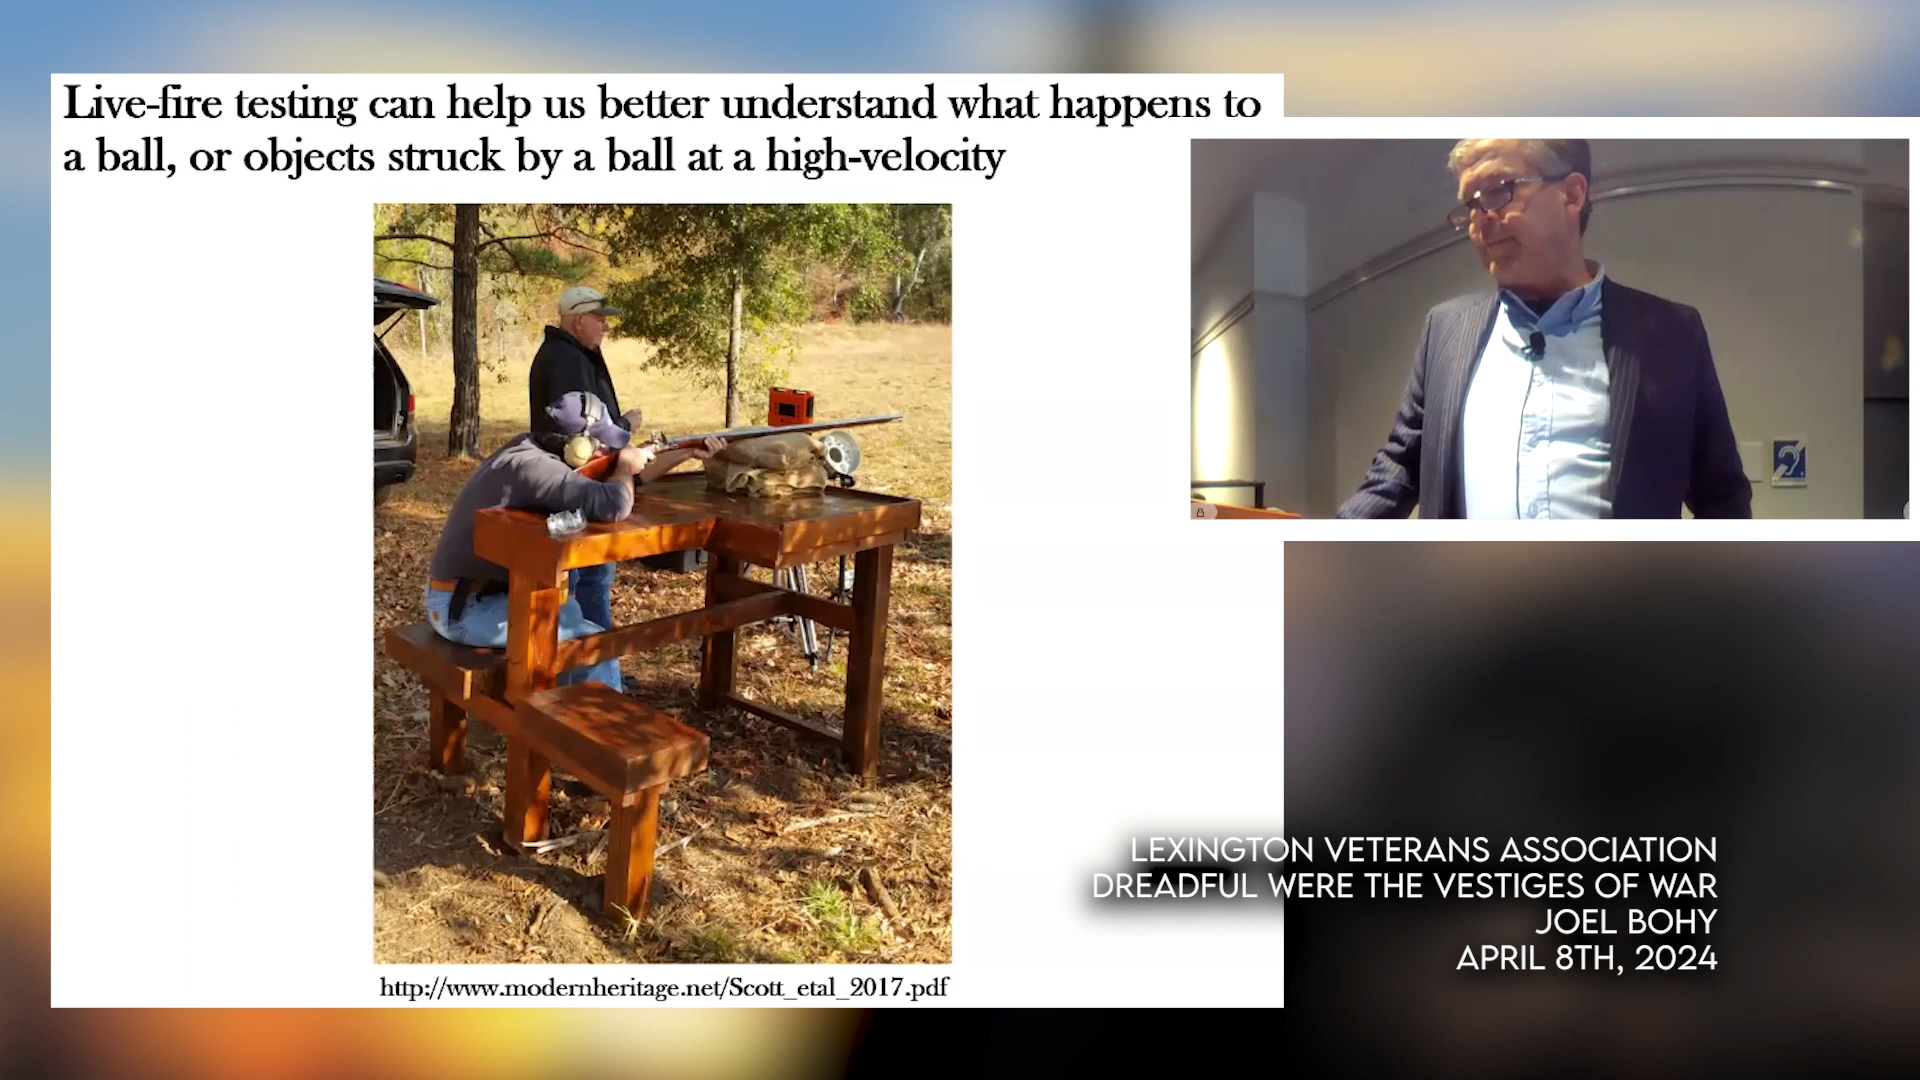 Live-fire testing can help us better understand what happens to
a ball, or objects struck by a ball at a high-velocity
http://www.modernheritage.net/Scott_etal_2017.pdf
LEXINGTON VETERANS ASSOCIATION
DREADFUL WERE THE VESTIGES OF WAR
JOEL BOHY
APRIL 8TH, 2024